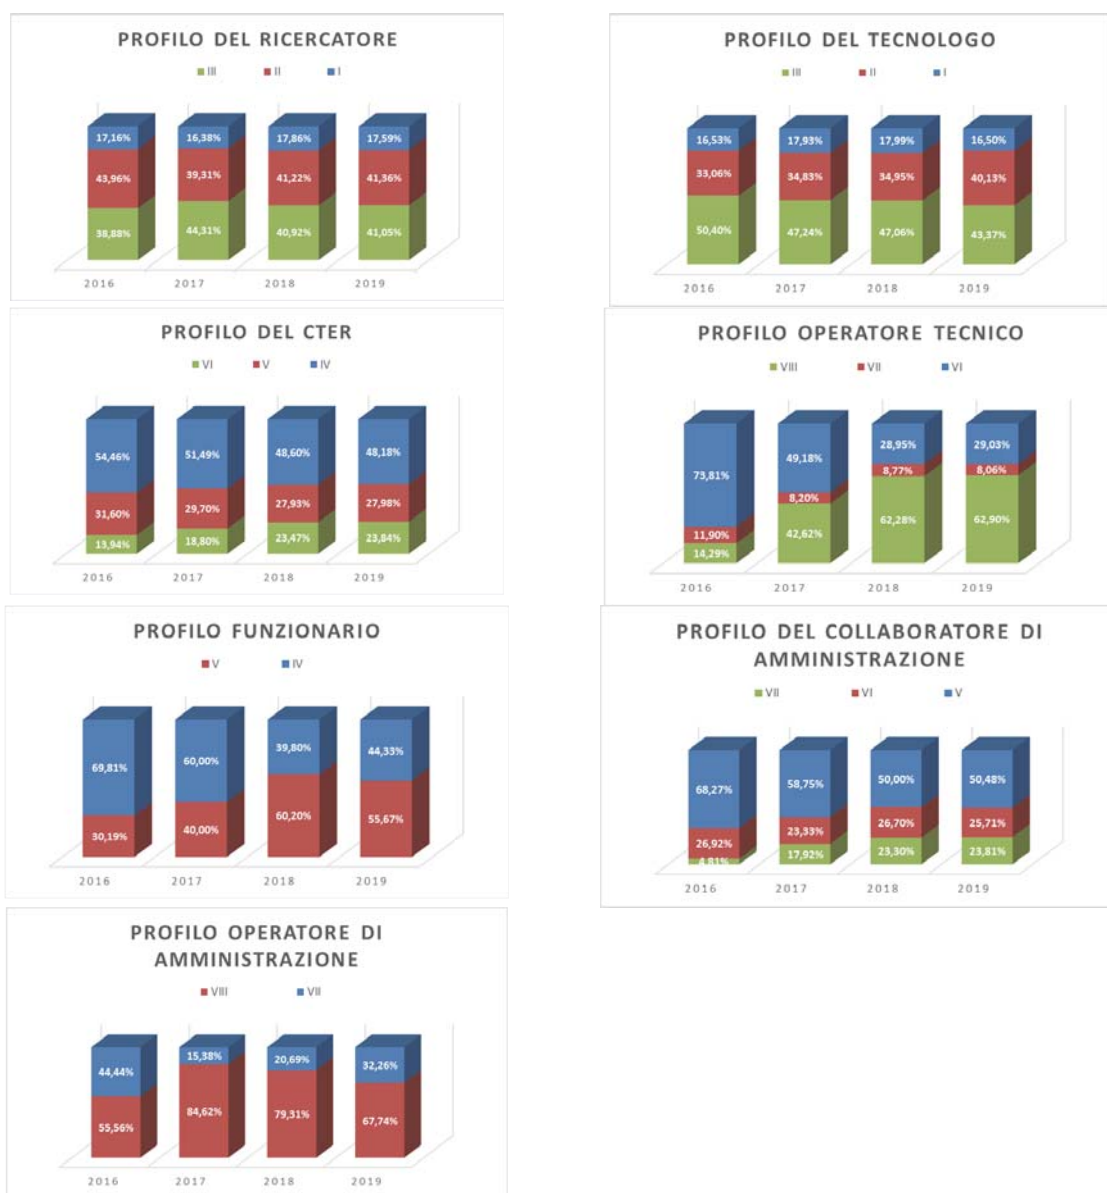 PROFILO DEL RICERCATORE
III II I
17,16% 16,38% 17,86% 17,59%
43,96% 39,31% 41,22% 41,36%
38,88% 44,31% 40,92% 41,05%
2016 2017 2018 2019
PROFILO DEL TECNOLOGO
III II I
16,53% 17,93% 17,99% 16,50%
33,06% 34,83% 34,95% 40,13%
50,40% 47,24% 47,06% 43,37%
2016 2017 2018 2019
PROFILO DEL CTER
VI V IV
54,46% 51,49% 48,60% 48,18%
31,60% 29,70% 27,93% 27,98%
13,94% 18,80% 23,47% 23,84%
2016 2017 2018 2019
PROFILO OPERATORE TECNICO
VIII VII VI
73,81% 49,18% 28,95% 29,03%
11,90% 8,20% 8,77% 8,06%
14,29% 42,62% 62,28% 62,90%
2016 2017 2018 2019
PROFILO FUNZIONARIO
V IV
69,81% 60,00% 39,80% 44,33%
30,19% 40,00% 60,20% 55,67%
2016 2017 2018 2019
PROFILO DEL COLLABORATORE DI
AMMINISTRAZIONE
VII VI V
68,27% 58,75% 50,00% 50,48%
26,92% 23,33% 26,70% 25,71%
4,81% 17,92% 23,30% 23,81%
2016 2017 2018 2019
PROFILO OPERATORE DI
AMMINISTRAZIONE
VIII VII
44,44% 15,38% 20,69% 32,26%
55,56% 84,62% 79,31% 67,74%
2016 2017 2018 2019